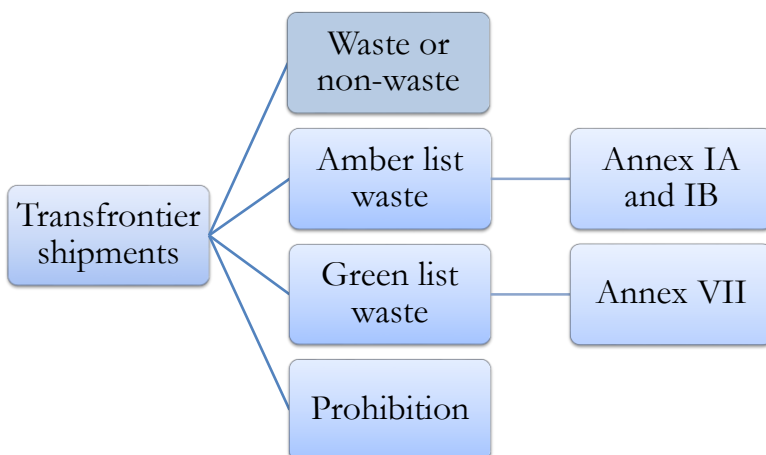 Waste or
non-waste
Amber list
waste
Annex IA
and IB
Transfrontier
shipments
Green list
waste
Annex VII
Prohibition